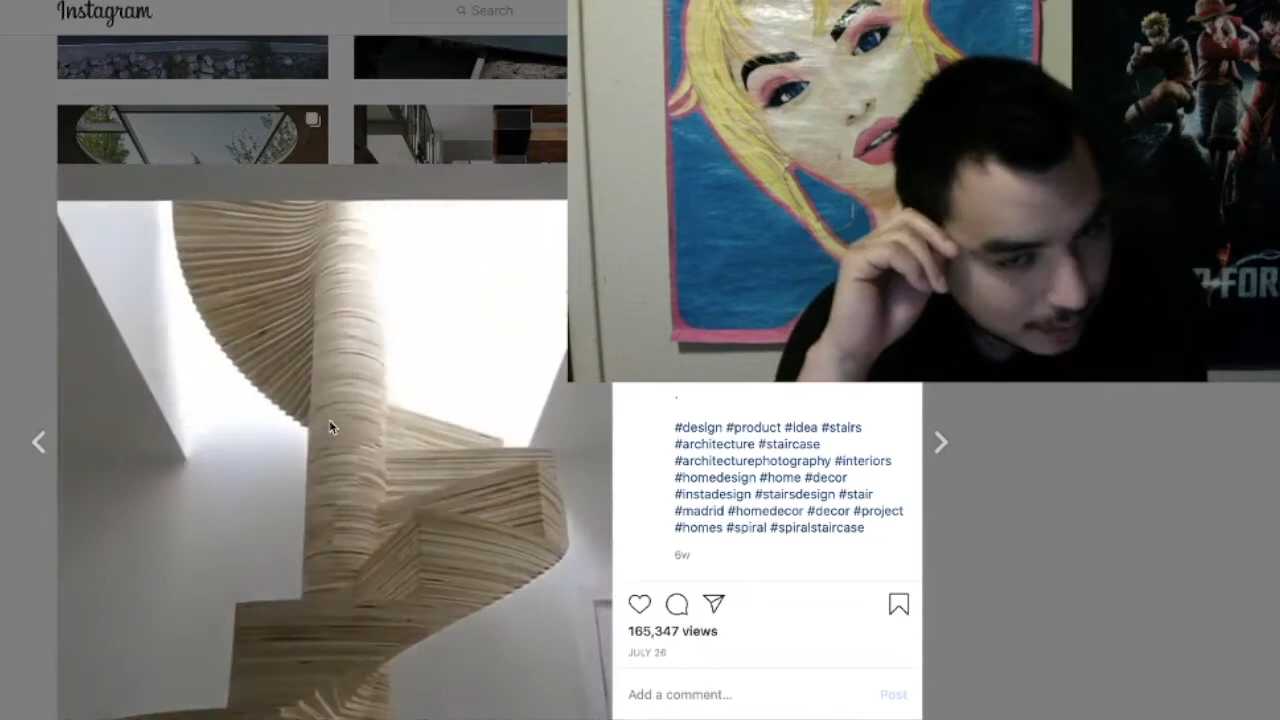 Instagram
Search
#design #product #idea #stairs
#architecture #staircase
#architecturephotography #interiors
#homedesign #home #decor
#instadesign #stairsdesign #stair
#madrid #homedecor #decor #project
#homes #spiral #spiralstaircase
6w
165,347 views
JULY 26
Add a comment...
Post